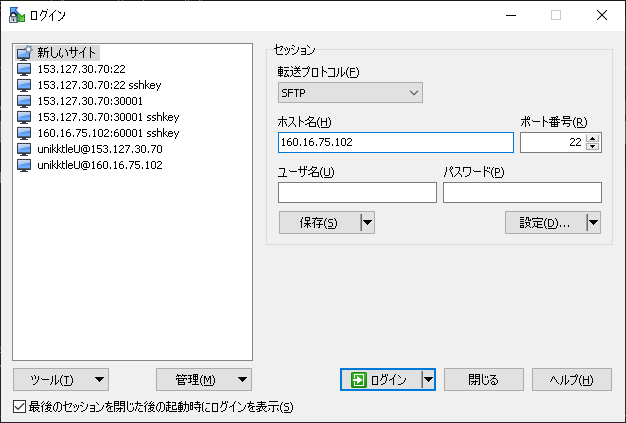 ログイン
新しいサイト
153.127.30.70:22
153.127.30.70:22 sshkey
153.127.30.70:30001
153.127.30.70:30001 sshkey
160.16.75.102:60001 sshkey
unikktleU@153.127.30.70
unikktleU@160.16.75.102
セッション
転送プロトコル(F)
SFTP
ホスト名(H) ポート番号(R)
160.16.75.102 22
ユーザ名(U) パスワード(P)
保存(S) 設定(D)...
ツール(T) 管理(M) ログイン 閉じる ヘルプ(H)
最後のセッションを閉じた後の起動時にログインを表示(S)